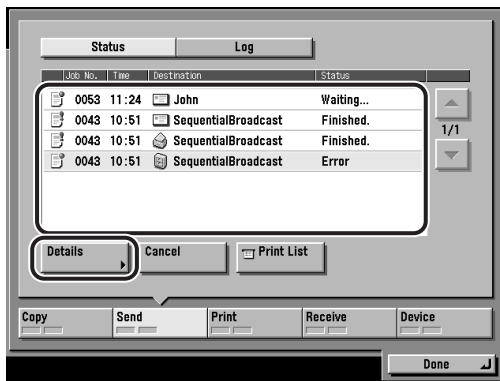 Status Log
Job No. Time Destination Status
0053 11:24 John Waiting...
0043 10:51 SequentialBroadcast Finished.
0043 10:51 SequentialBroadcast Finished.
0043 10:51 SequentialBroadcast Error
1/1
Details Cancel Print List
Copy Send Print Receive Device
Done